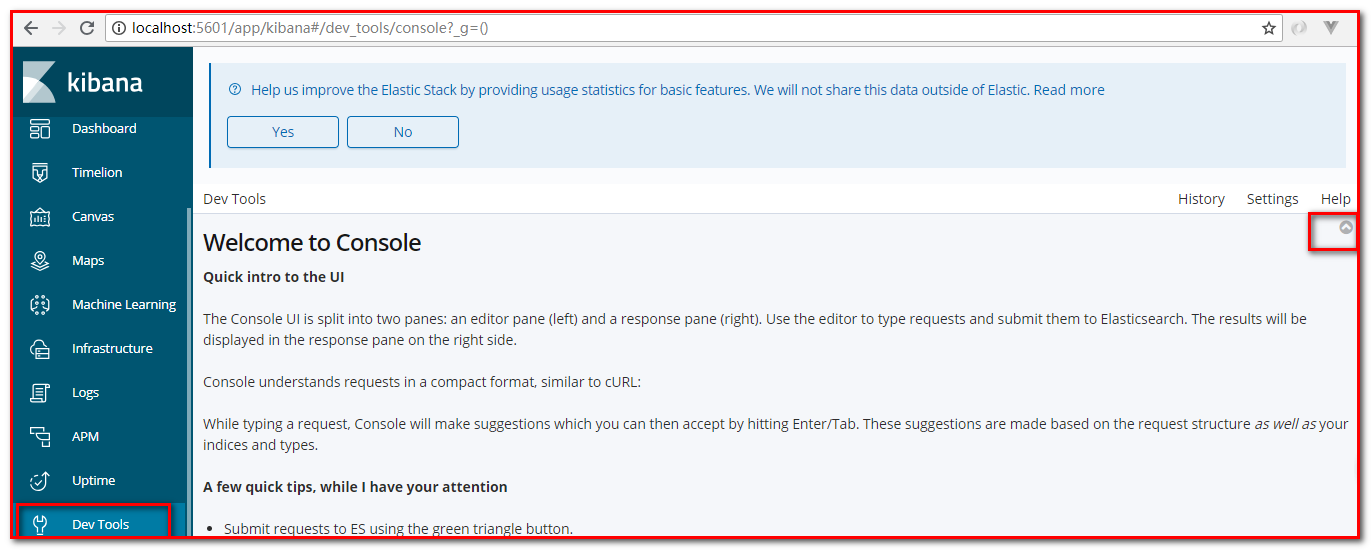 localhost:5601/app/kibana#/dev_tools/console?_g=()
kibana
Dashboard
Timelion
Canvas
Maps
Machine Learning
Infrastructure
Logs
APM
Uptime
Dev Tools
Help us improve the Elastic Stack by providing usage statistics for basic features. We will not share this data outside of Elastic. Read more
Yes No
Dev Tools History Settings Help
Welcome to Console
Quick intro to the UI
The Console UI is split into two panes: an editor pane (left) and a response pane (right). Use the editor to type requests and submit them to Elasticsearch. The results will be
displayed in the response pane on the right side.
Console understands requests in a compact format, similar to cURL:
While typing a request, Console will make suggestions which you can then accept by hitting Enter/Tab. These suggestions are made based on the request structure as well as your
indices and types.
A few quick tips, while I have your attention
• Submit requests to ES using the green triangle button.